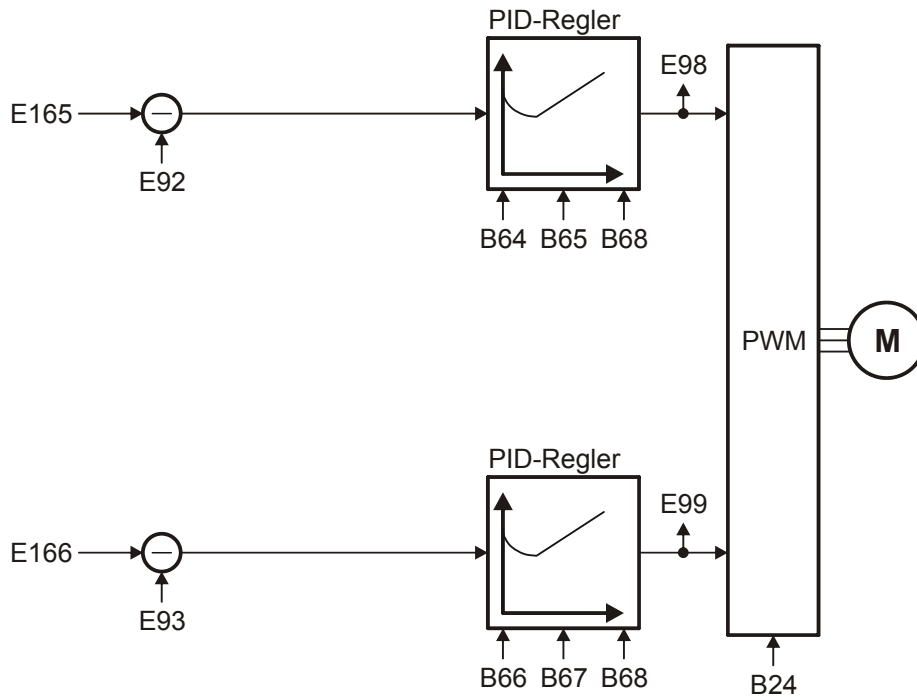 PID-Regler
E98
E165
E92
B64 B65 B68
PWM
M
PID-Regler
E99
E166
E93
B66 B67 B68
B24